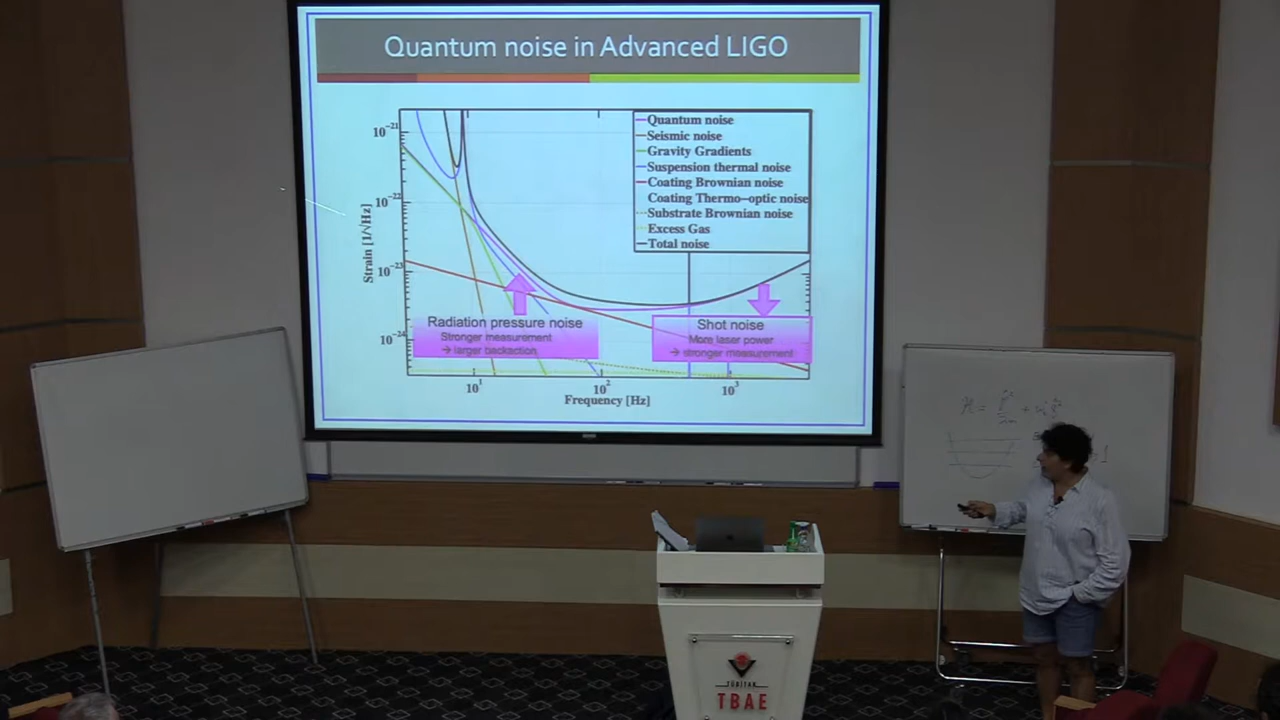 Quantum noise in Advanced LIGO
Quantum noise
Seismic noise
Gravity Gradients
Suspension thermal noise
Coating Brownian noise
Coating Thermo-optic noise
Substrate Brownian noise
Excess Gas
Total noise
10⁻²¹
10⁻²²
10⁻²³
10⁻²⁴
Strain [1/√Hz]
Radiation pressure noise
Stronger measurement
→ larger backaction
Shot noise
More laser power
→ stronger measurement
10¹
10²
10³
Frequency [Hz]
TÜBİTAK
TBAE